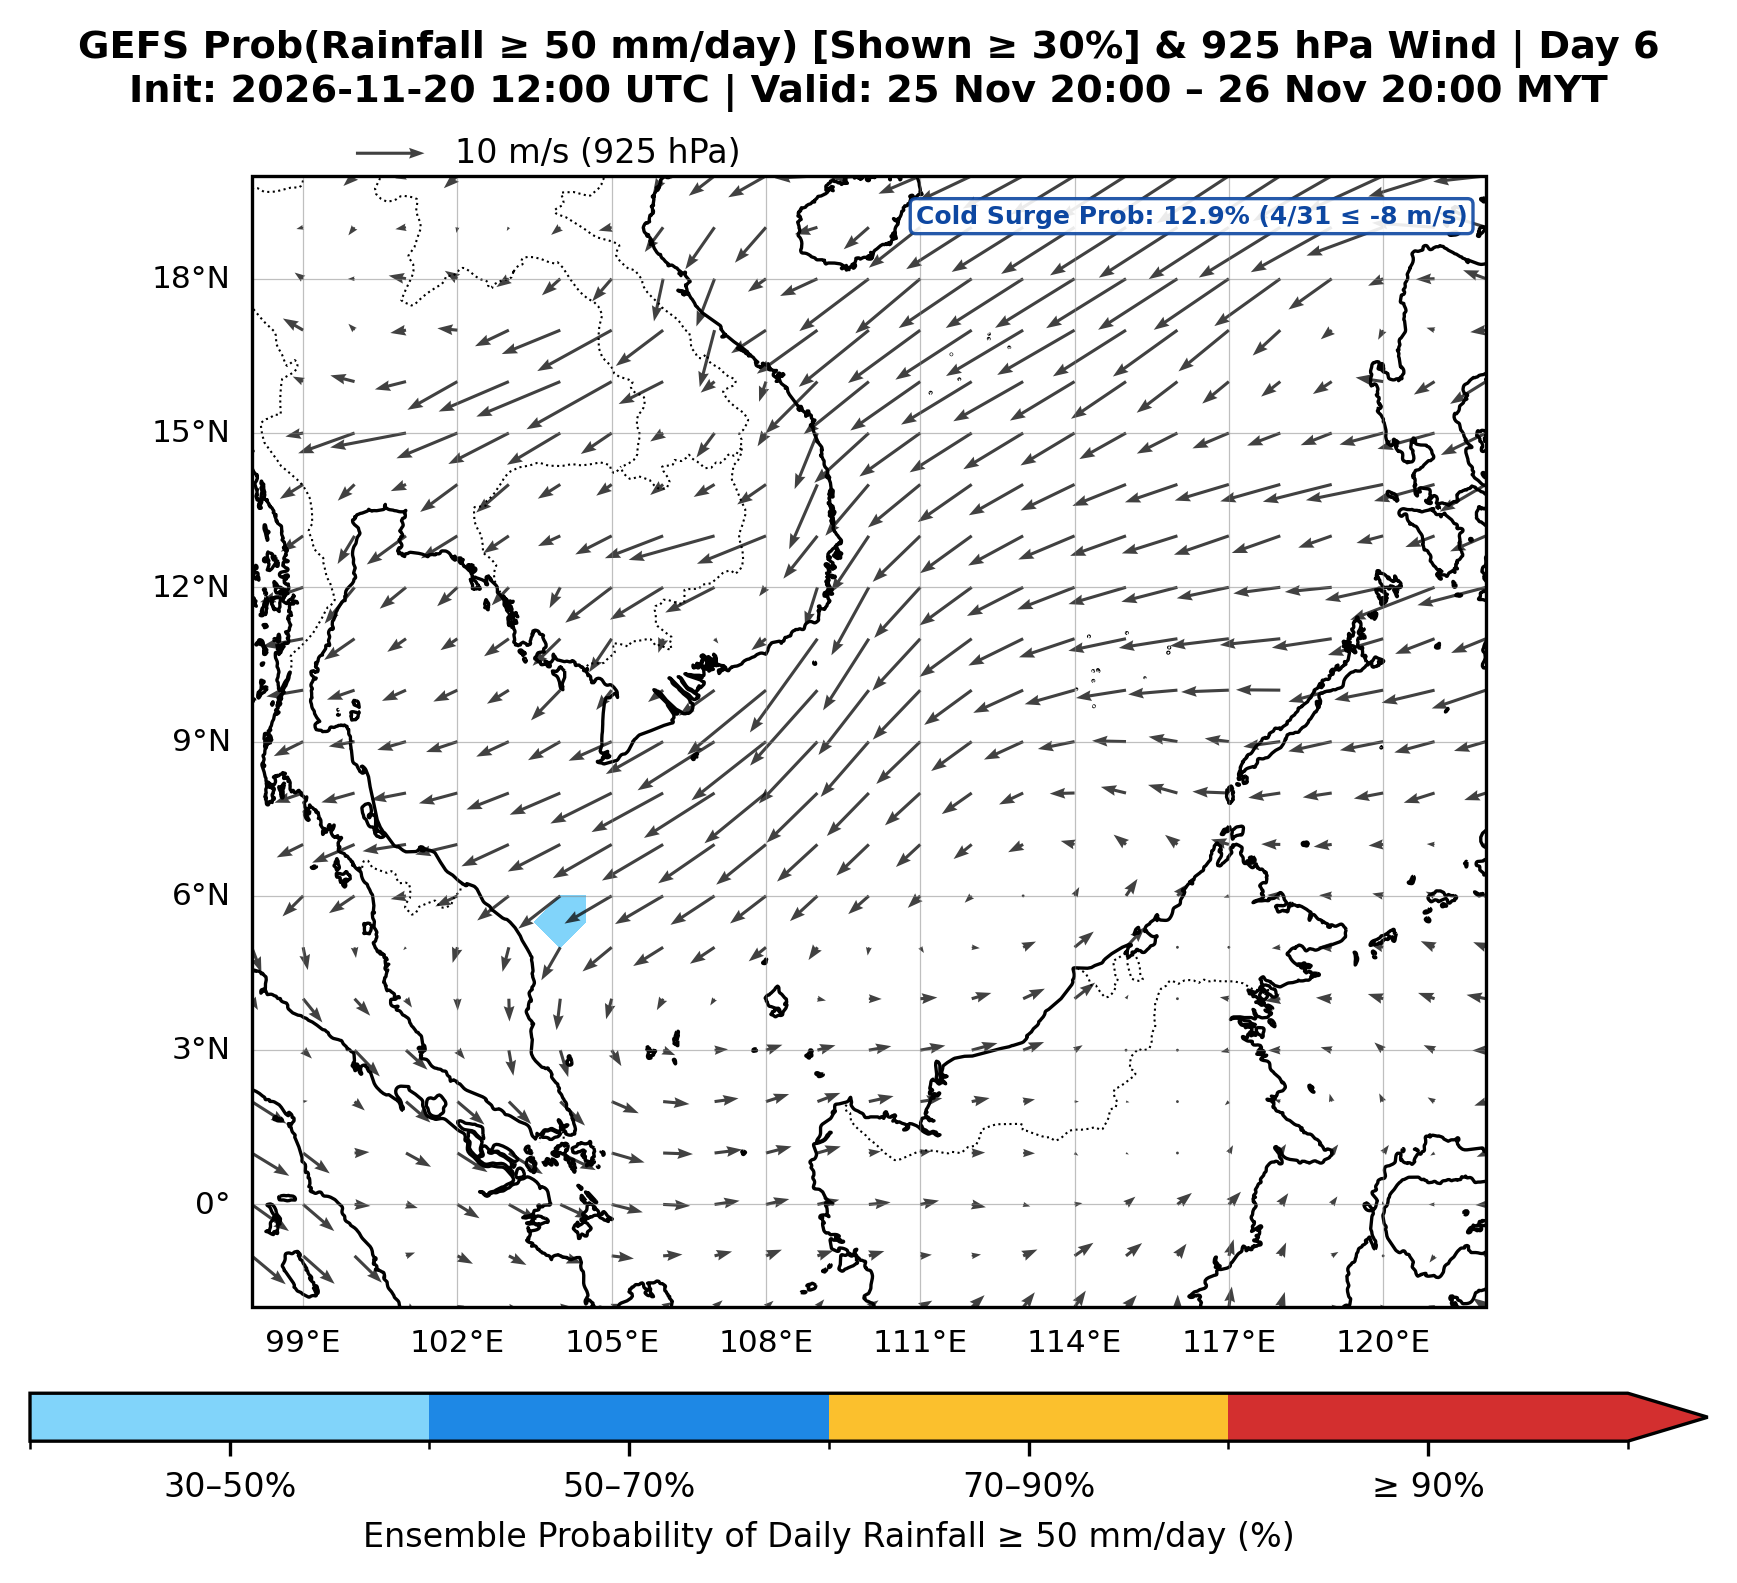 GEFS Prob(Rainfall ≥ 50 mm/day) [Shown ≥ 30%] & 925 hPa Wind | Day 6
Init: 2026-11-20 12:00 UTC | Valid: 25 Nov 20:00 – 26 Nov 20:00 MYT
10 m/s (925 hPa)
Cold Surge Prob: 12.9% (4/31 ≤ -8 m/s)
18°N
15°N
12°N
9°N
6°N
3°N
0°
99°E 102°E 105°E 108°E 111°E 114°E 117°E 120°E
30–50% 50–70% 70–90% ≥ 90%
Ensemble Probability of Daily Rainfall ≥ 50 mm/day (%)